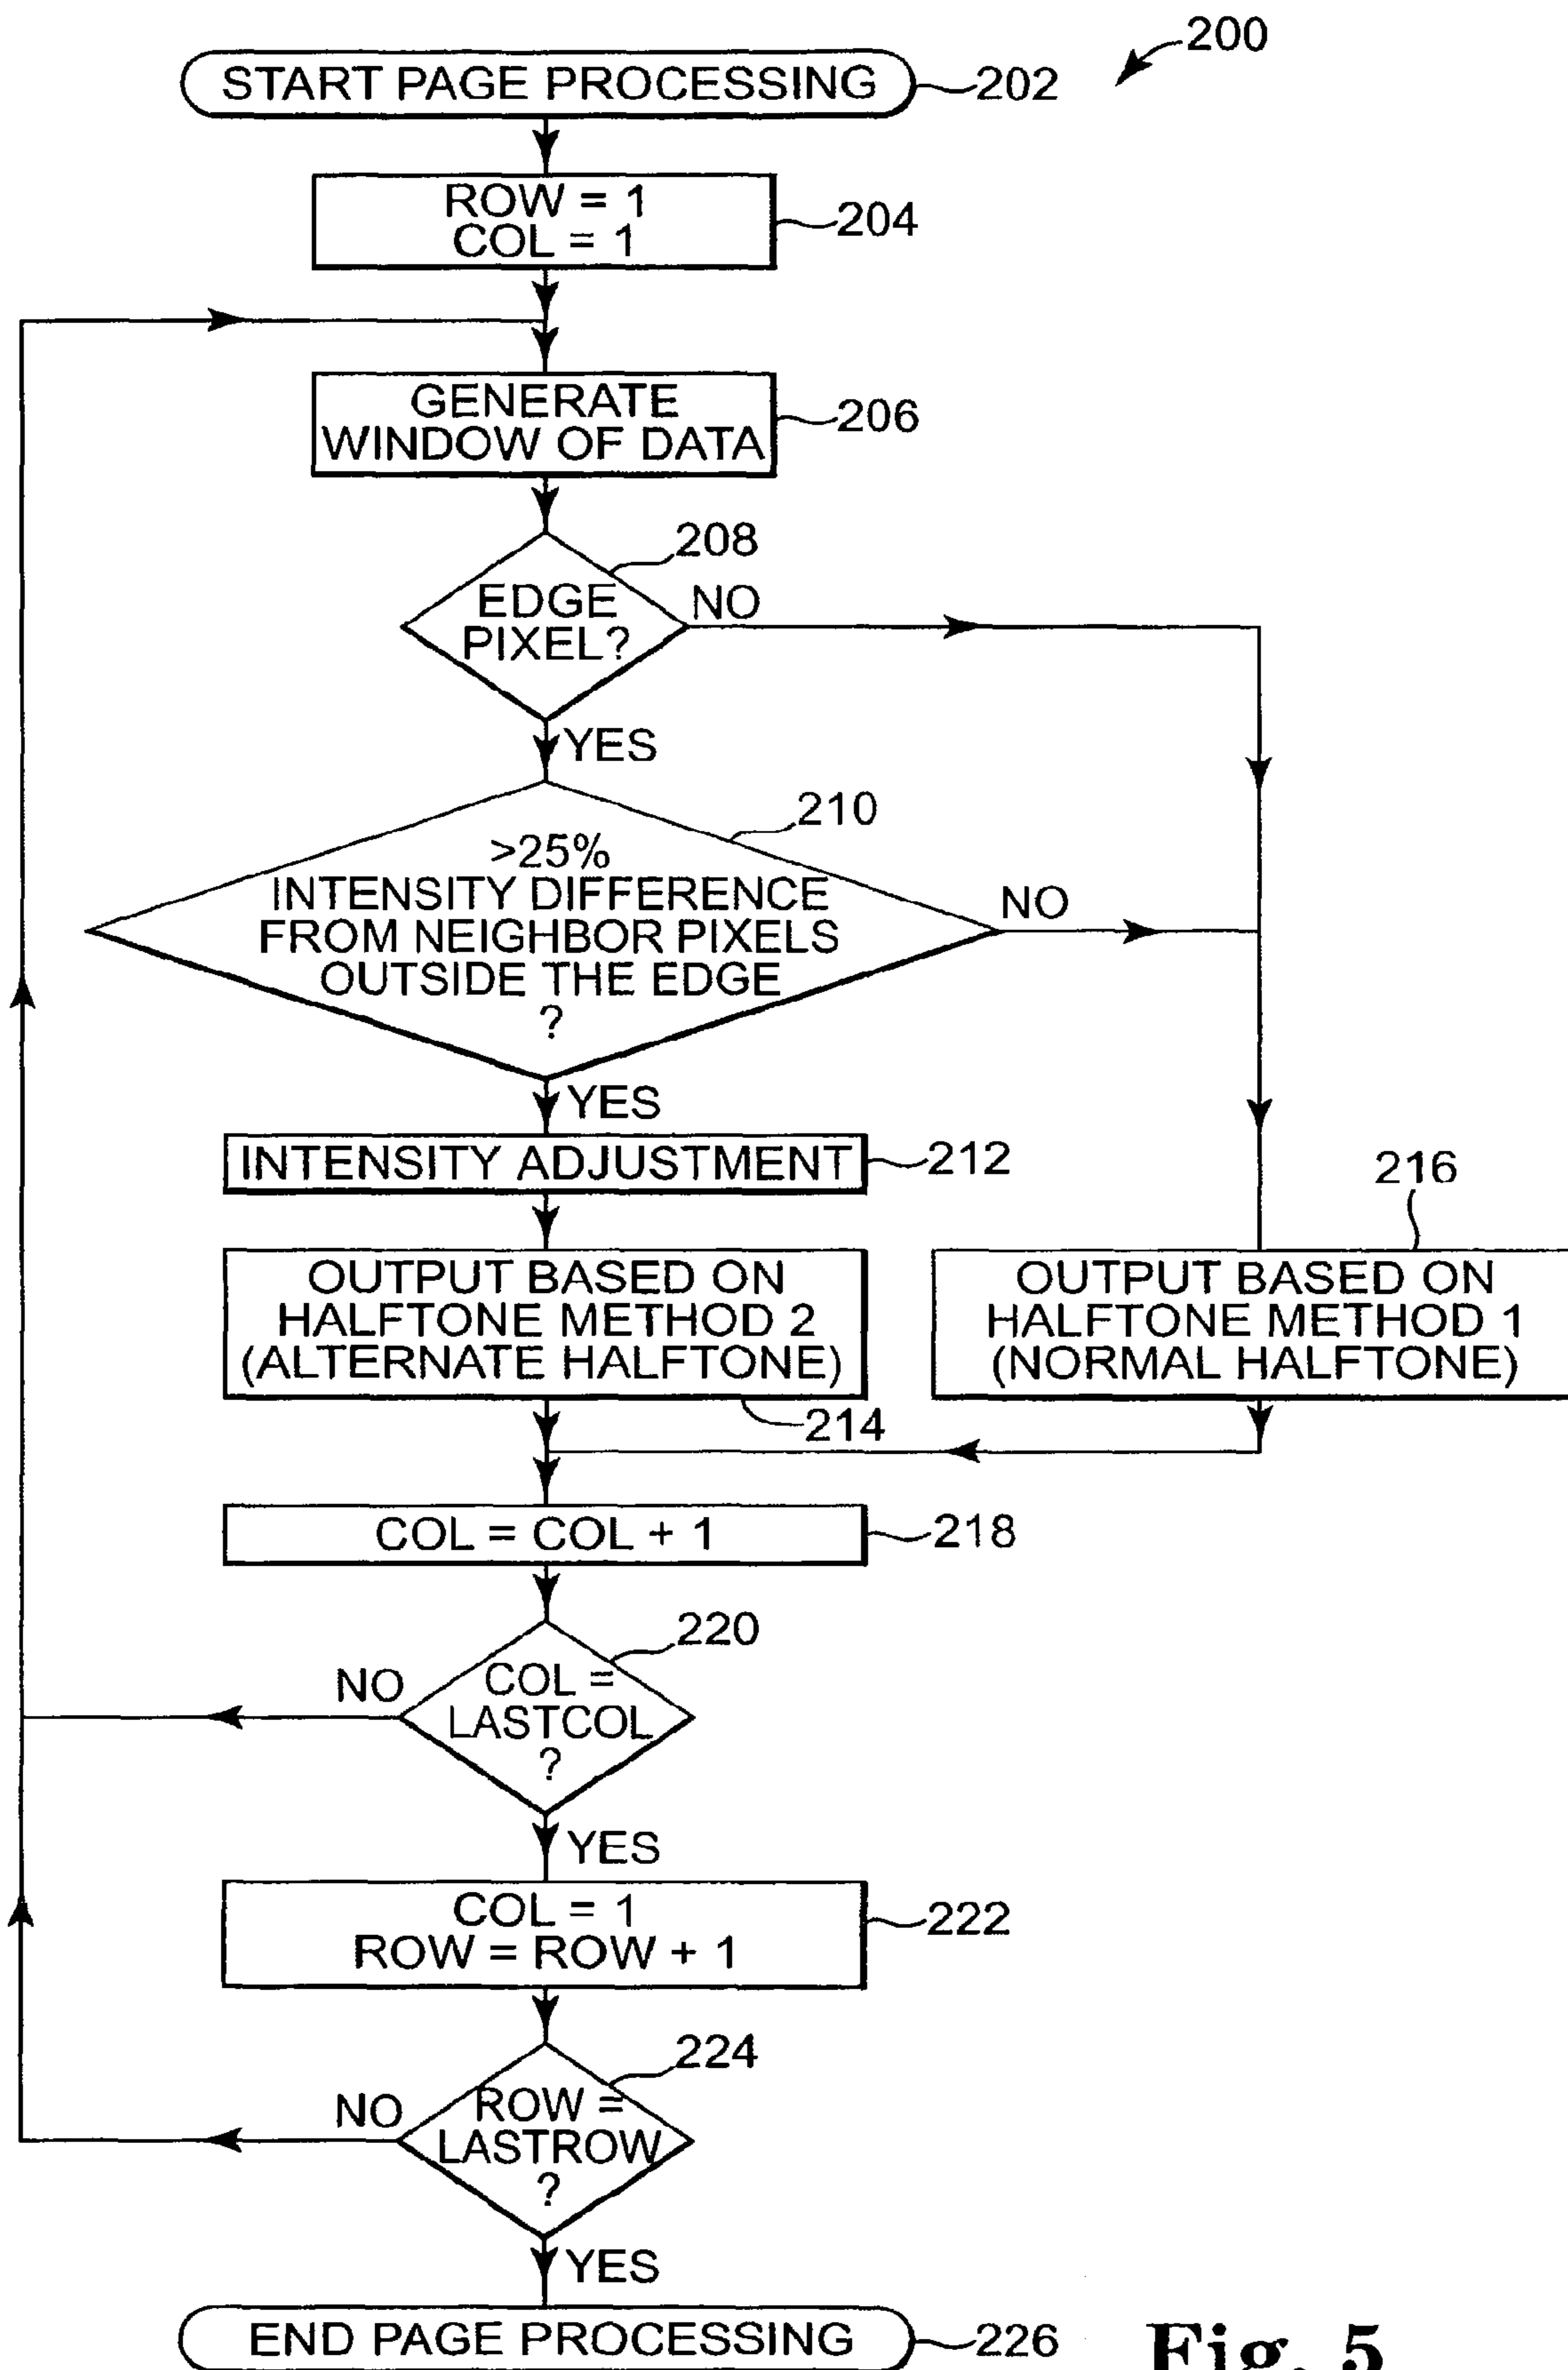 200
START PAGE PROCESSING
202
ROW = 1
COL = 1
204
GENERATE
WINDOW OF DATA
206
208
EDGE
PIXEL?
NO
YES
210
>25%
INTENSITY DIFFERENCE
FROM NEIGHBOR PIXELS
OUTSIDE THE EDGE
?
NO
YES
INTENSITY ADJUSTMENT
212
216
OUTPUT BASED ON
HALFTONE METHOD 2
(ALTERNATE HALFTONE)
214
OUTPUT BASED ON
HALFTONE METHOD 1
(NORMAL HALFTONE)
COL = COL + 1
218
220
NO
COL =
LASTCOL
?
YES
COL = 1
ROW = ROW + 1
222
224
NO
ROW =
LASTROW
?
YES
END PAGE PROCESSING
226
Fig. 5